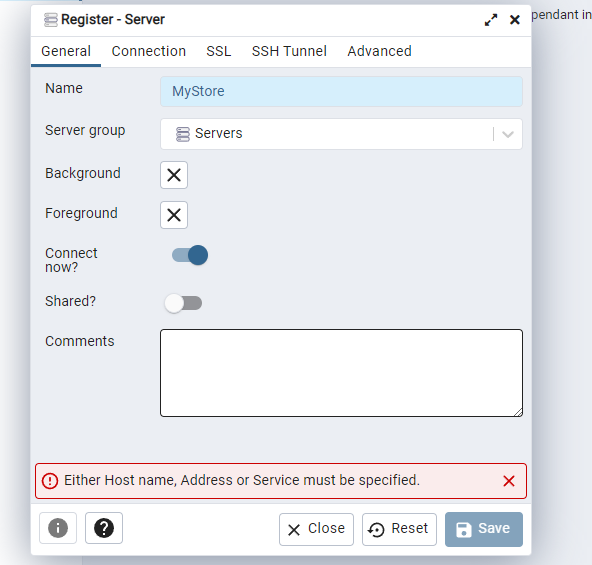 Register - Server
pendant in
General Connection SSL SSH Tunnel Advanced
Name MyStore
Server group Servers
Background
Foreground
Connect
now?
Shared?
Comments
Either Host name, Address or Service must be specified.
Close Reset Save